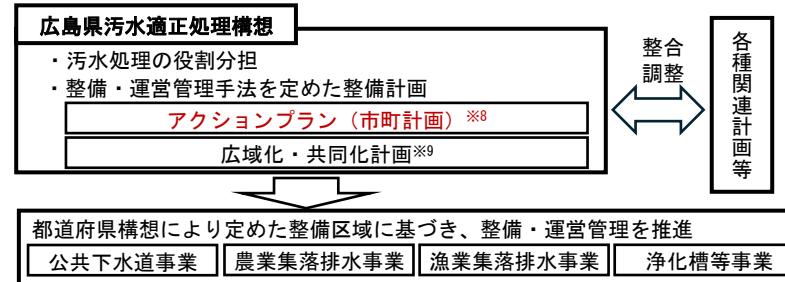 広島県汚水適正処理構想
・汚水処理の役割分担
・整備・運営管理手法を定めた整備計画
アクションプラン（市町計画）※8
広域化・共同化計画※9
整合
調整
各種関連計画等
都道府県構想により定めた整備区域に基づき、整備・運営管理を推進
公共下水道事業
農業集落排水事業
漁業集落排水事業
浄化槽等事業